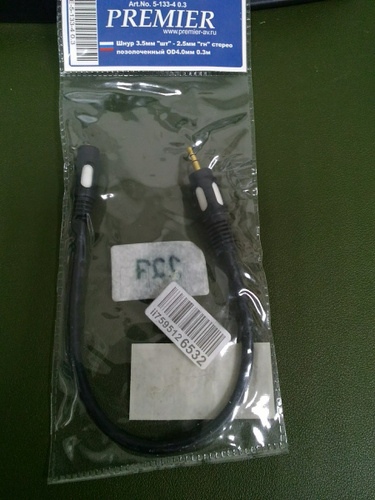 Art.No. 5-133-4 0.3
PREMIER
www.premier-av.ru
Шнур 3.5мм "шт" - 2.5мм "гн" стерео
позолоченный OD4.0мм 0.3м
ii7595126532